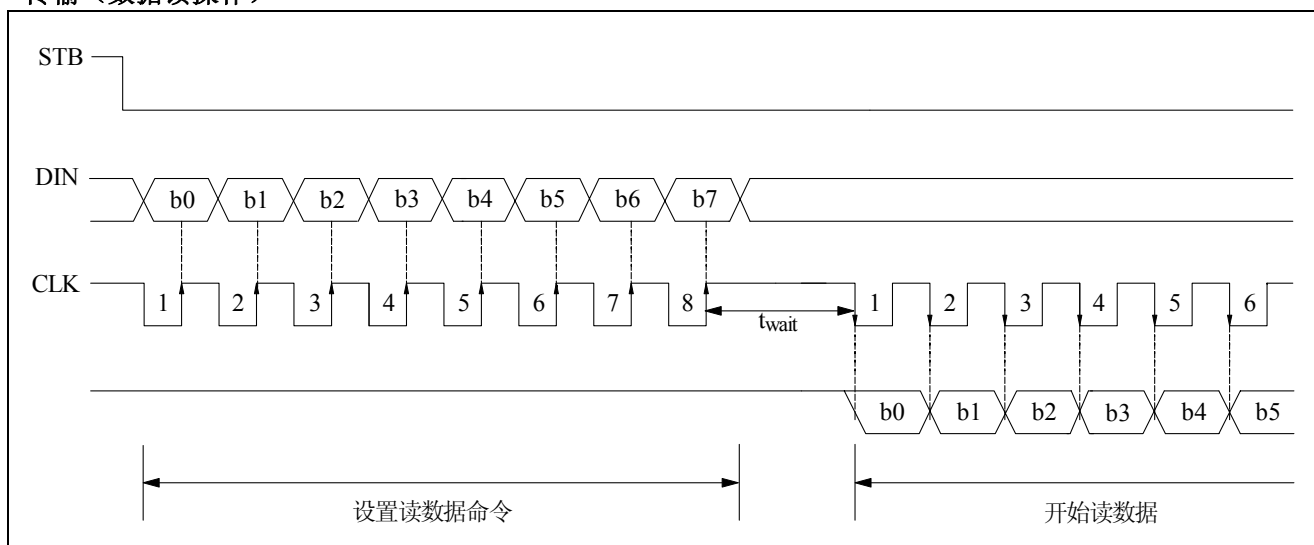 传输（数据读操作）
STB
DIN b0 b1 b2 b3 b4 b5 b6 b7
CLK 1 2 3 4 5 6 7 8 1 2 3 4 5 6
twait
b0 b1 b2 b3 b4 b5
设置读数据命令 开始读数据